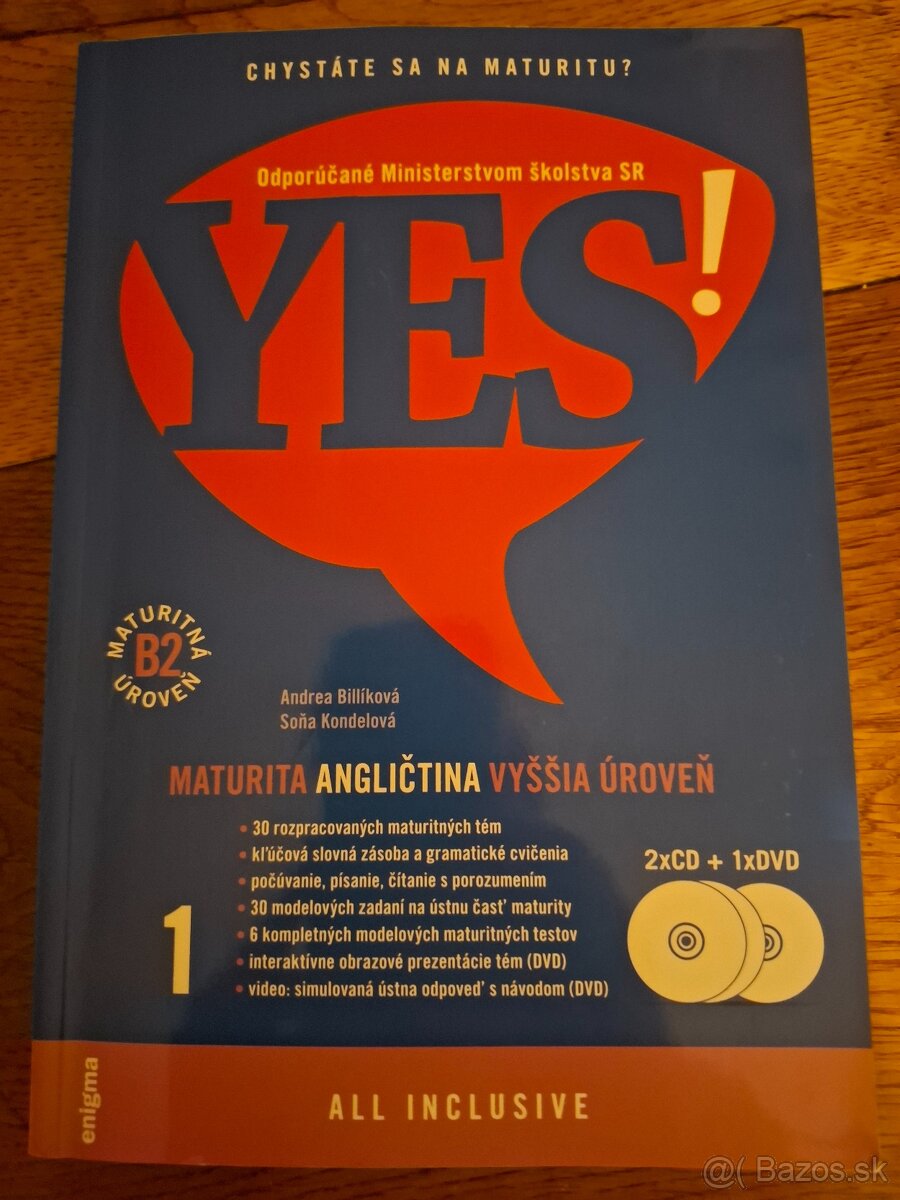 CHYSTÁTE SA NA MATURITU?
Odporúčané Ministerstvom školstva SR
YES!
MATURITNÁ
B2
ÚROVEŇ
Andrea Billíková
Soňa Kondelová
MATURITA ANGLIČTINA VYŠŠIA ÚROVEŇ
• 30 rozpracovaných maturitných tém
• kľúčová slovná zásoba a gramatické cvičenia
• počúvanie, písanie, čítanie s porozumením
• 30 modelových zadaní na ústnu časť maturity
• 6 kompletných modelových maturitných testov
• interaktívne obrazové prezentácie tém (DVD)
• video: simulovaná ústna odpoveď s návodom (DVD)
2xCD + 1xDVD
1
enigma
ALL INCLUSIVE
@( Bazos.sk